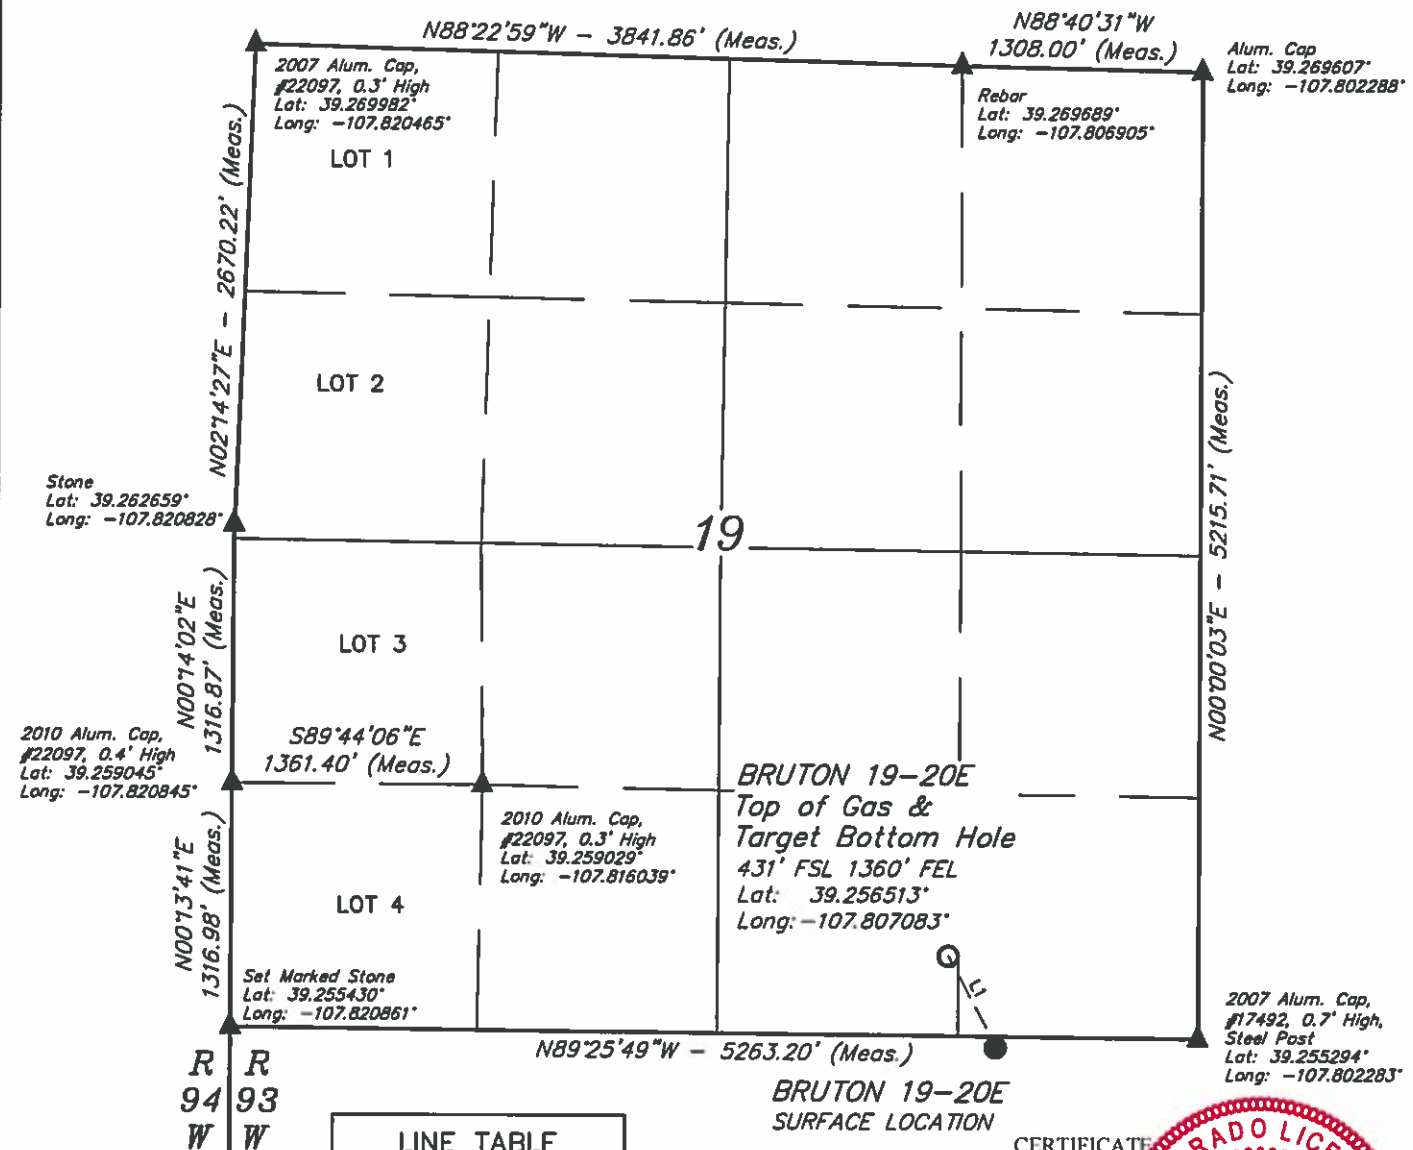 N88°22'59"W - 3841.86' (Meas.)
N88°40'31"W
1308.00' (Meas.)
Alum. Cap
Lat: 39.269607°
Long: -107.802288°
2007 Alum. Cap,
#22097, 0.3' High
Lat: 39.269982°
Long: -107.820465°
Rebar
Lat: 39.269689°
Long: -107.806905°
LOT 1
N02°14'27"E - 2670.22' (Meas.)
LOT 2
Stone
Lat: 39.262659°
Long: -107.820828°
19
N00°00'03"E - 5215.71' (Meas.)
N00°14'02"E
1316.87' (Meas.)
LOT 3
2010 Alum. Cap,
#22097, 0.4' High
Lat: 39.259045°
Long: -107.820845°
S89°44'06"E
1361.40' (Meas.)
2010 Alum. Cap,
#22097, 0.3' High
Lat: 39.259029°
Long: -107.816039°
BRUTON 19-20E
Top of Gas &
Target Bottom Hole
431' FSL 1360' FEL
Lat: 39.256513°
Long: -107.807083°
N00°13'41"E
1316.98' (Meas.)
LOT 4
L1
Set Marked Stone
Lat: 39.255430°
Long: -107.820861°
2007 Alum. Cap,
#17492, 0.7' High,
Steel Post
Lat: 39.255294°
Long: -107.802283°
N89°25'49"W - 5263.20' (Meas.)
BRUTON 19-20E
SURFACE LOCATION
R R
94 93
W W
LINE TABLE
CERTIFICATE
RADO LICE